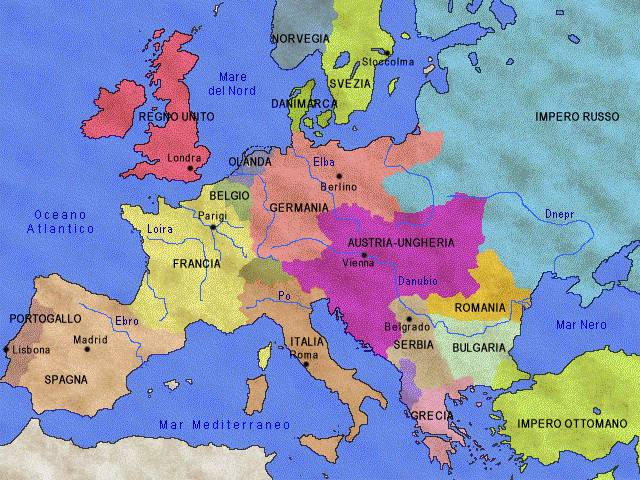 NORVEGIA
Stoccolma
Mare
del Nord
SVEZIA
DANIMARCA
REGNO UNITO
IMPERO RUSSO
Londra
OLANDA
Elba
Berlino
BELGIO
GERMANIA
Parigi
Oceano
Atlantico
Loira
Dnepr
AUSTRIA-UNGHERIA
FRANCIA
Vienna
Danubio
Po
ROMANIA
PORTOGALLO
Ebro
Belgrado
Mar Nero
Madrid
ITALIA
SERBIA
BULGARIA
Lisbona
Roma
SPAGNA
GRECIA
Mar Mediterraneo
IMPERO OTTOMANO